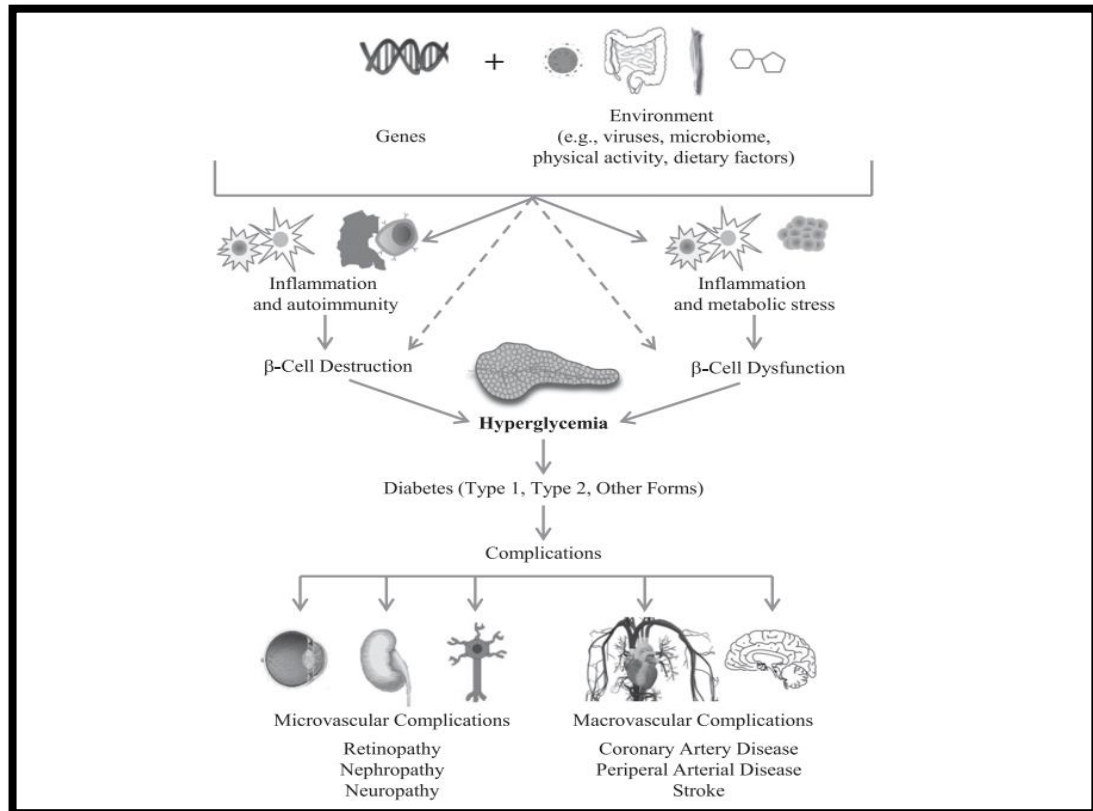 Genes
+
Environment
(e.g., viruses, microbiome,
physical activity, dietary factors)
Inflammation
and autoimmunity
Inflammation
and metabolic stress
β-Cell Destruction
β-Cell Dysfunction
Hyperglycemia
Diabetes (Type 1, Type 2, Other Forms)
Complications
Microvascular Complications
Retinopathy
Nephropathy
Neuropathy
Macrovascular Complications
Coronary Artery Disease
Periperal Arterial Disease
Stroke